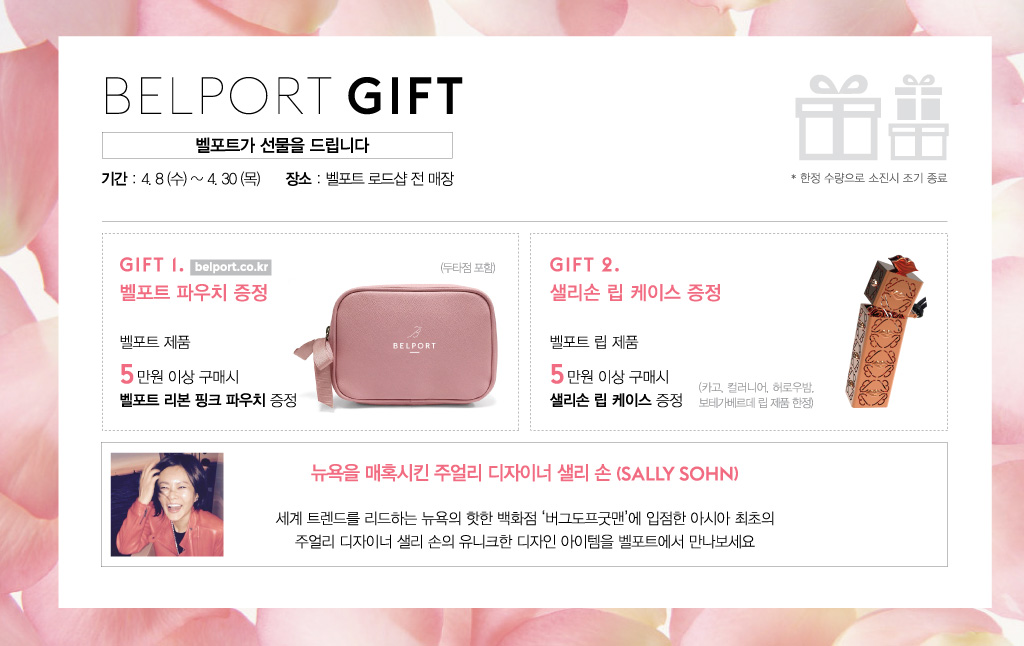 BELPORT GIFT
벨포트가 선물을 드립니다
기간 : 4. 8 (수) ~ 4. 30 (목) 장소 : 벨포트 로드샵 전 매장
* 한정 수량으로 소진시 조기 종료
GIFT 1. belport.co.kr (두타점 포함)
벨포트 파우치 증정
벨포트 제품
5만원 이상 구매시
벨포트 리본 핑크 파우치 증정
BELPORT
GIFT 2.
샐리손 립 케이스 증정
벨포트 립 제품
5만원 이상 구매시
샐리손 립 케이스 증정
(카고, 컬러니어, 허로우밤,
보테가베르데 립 제품 한정)
뉴욕을 매혹시킨 주얼리 디자이너 샐리 손 (SALLY SOHN)
세계 트렌드를 리드하는 뉴욕의 핫한 백화점 ‘버그도프굿맨’에 입점한 아시아 최초의
주얼리 디자이너 샐리 손의 유니크한 디자인 아이템을 벨포트에서 만나보세요